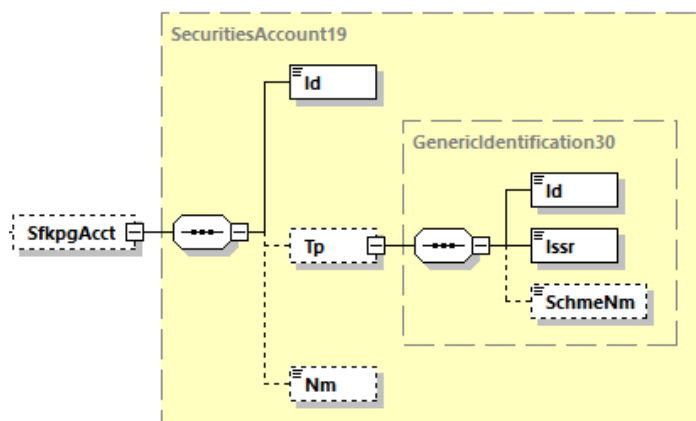 SecuritiesAccount19
Id
GenericIdentification30
Id
SfkpgAcct
Tp
Issr
SchmeNm
Nm